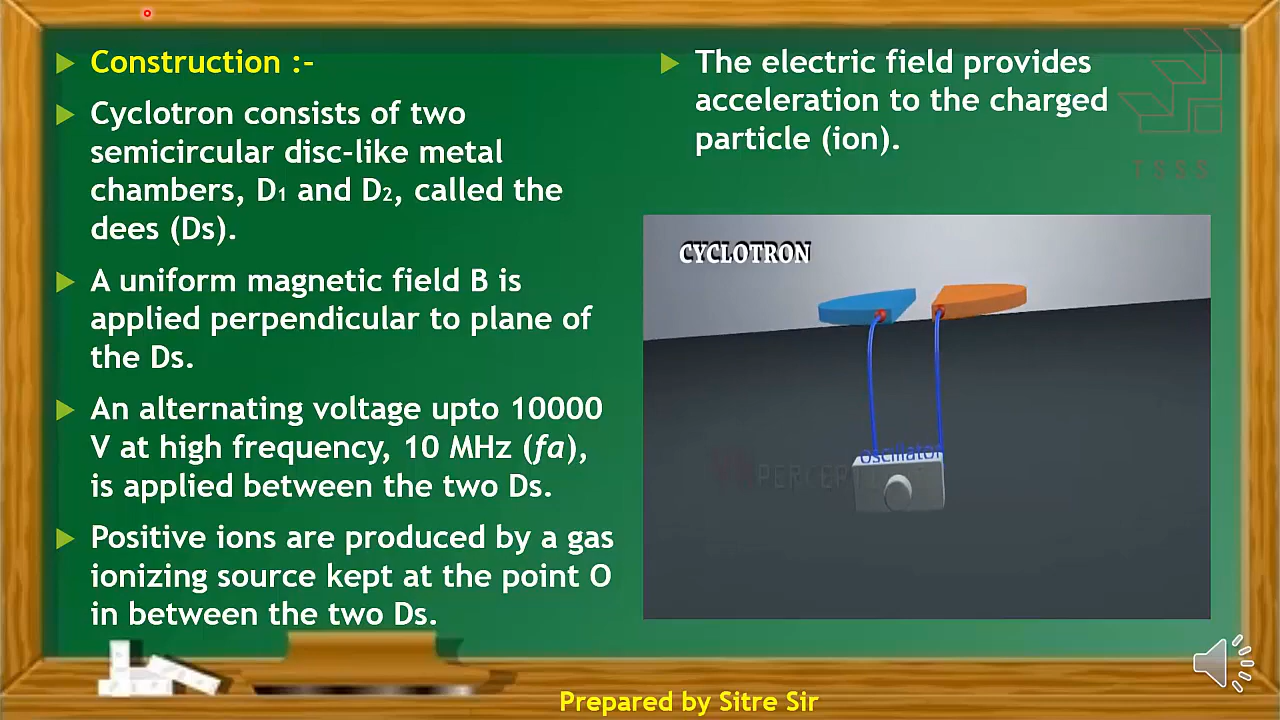 Construction :-
Cyclotron consists of two
semicircular disc-like metal
chambers, D1 and D2, called the
dees (Ds).
A uniform magnetic field B is
applied perpendicular to plane of
the Ds.
An alternating voltage upto 10000
V at high frequency, 10 MHz (fa),
is applied between the two Ds.
Positive ions are produced by a gas
ionizing source kept at the point O
in between the two Ds.
The electric field provides
acceleration to the charged
particle (ion).
TSSS
CYCLOTRON
oscillator
Prepared by Sitre Sir